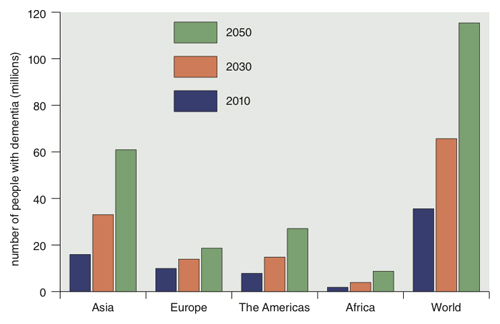 number of people with dementia (millions)
120
100
80
60
40
20
0
2050
2030
2010
Asia
Europe
The Americas
Africa
World